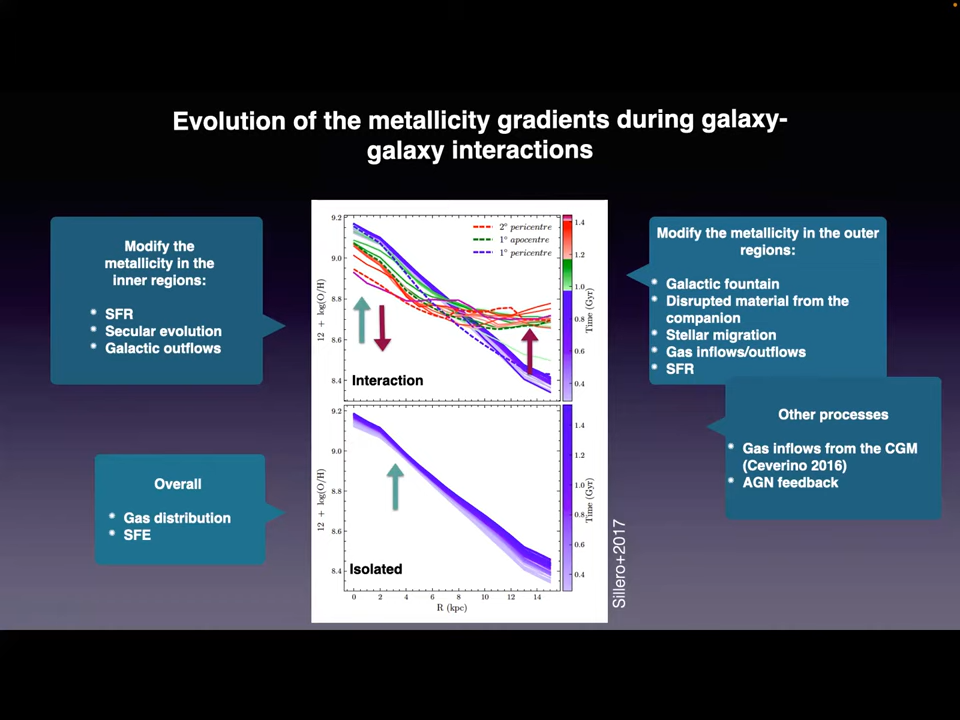 Evolution of the metallicity gradients during galaxy-
galaxy interactions
Modify the
metallicity in the
inner regions:
SFR
Secular evolution
Galactic outflows
Overall
Gas distribution
SFE
9.2
9.0
8.8
8.6
8.4
12 + log(O/H)
2° pericentre
1° apocentre
1° pericentre
Interaction
1.4
1.2
1.0
0.8
0.6
0.4
Time (Gyr)
9.2
9.0
8.8
8.6
8.4
12 + log(O/H)
Isolated
0 2 4 6 8 10 12 14
R (kpc)
1.4
1.2
1.0
0.8
0.6
0.4
Time (Gyr)
Sillero+2017
Modify the metallicity in the outer
regions:
Galactic fountain
Disrupted material from the
companion
Stellar migration
Gas inflows/outflows
SFR
Other processes
Gas inflows from the CGM
(Ceverino 2016)
AGN feedback